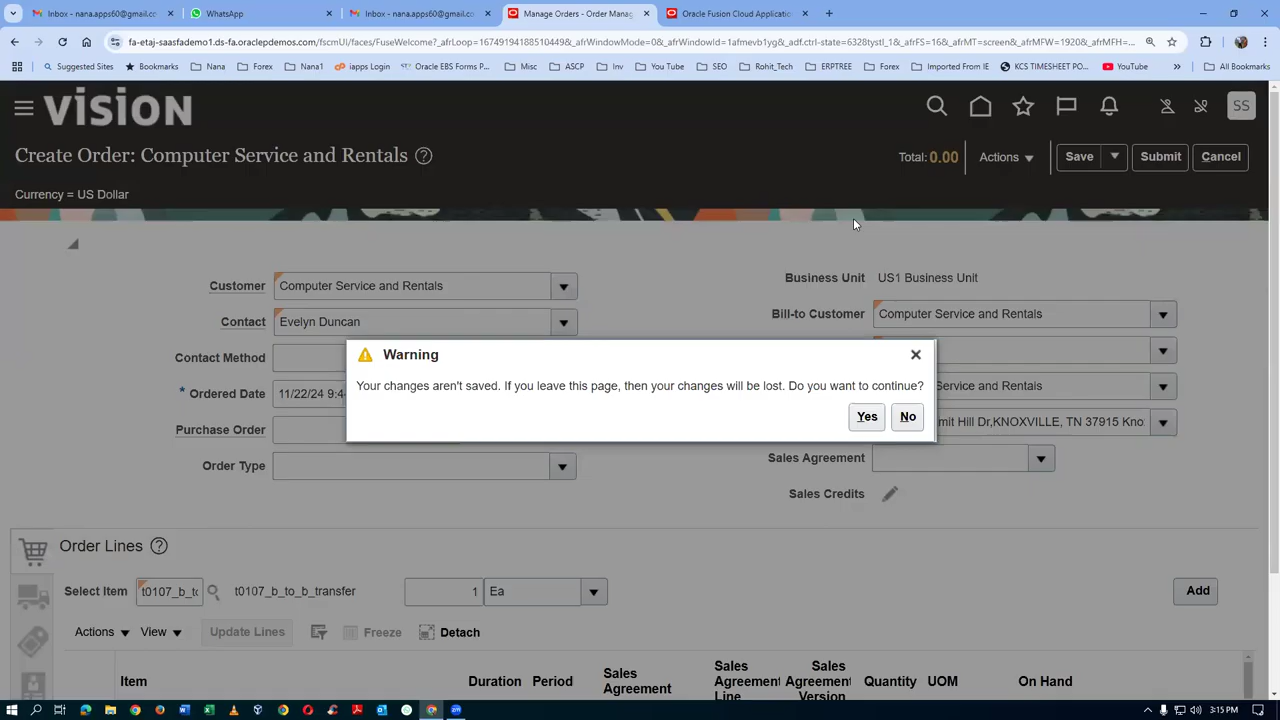 Inbox - nana.apps60@gmail.co
WhatsApp
Inbox - nana.apps60@gmail.co
Manage Orders - Order Manag
Oracle Fusion Cloud Applicatio
fa-etaj-saasfademo1.ds-fa.oraclepdemos.com/fscmUI/faces/FuseWelcome?_afrLoop=16749194188510449&_afrWindowMode=0&_afrWindowId=1afmevb1yg&_adf.ctrl-state=6328tystl_1&_afrFS=16&_afrMT=screen&_afrMFW=1920&_afrMFH=...
Suggested Sites Bookmarks Nana Forex Nana1 iapps Login Oracle EBS Forms P... Misc ASCP Inv You Tube SEO Rohit_Tech ERPTREE Forex Imported From IE KCS TIMESHEET PO... YouTube » All Bookmarks
VISION
SS
Create Order: Computer Service and Rentals
Total: 0.00 Actions Save Submit Cancel
Currency = US Dollar
Business Unit US1 Business Unit
Customer Computer Service and Rentals
Bill-to Customer Computer Service and Rentals
Contact Evelyn Duncan
Warning
Contact Method
Your changes aren't saved. If you leave this page, then your changes will be lost. Do you want to continue?
Service and Rentals
* Ordered Date 11/22/24 9:4
Yes No
mit Hill Dr,KNOXVILLE, TN 37915 Kno
Purchase Order
Sales Agreement
Order Type
Sales Credits
Order Lines
Select Item t0107_b_to t0107_b_to_b_transfer 1 Ea Add
Actions View Update Lines Freeze Detach
Item Duration Period Sales Agreement Sales Agreement Line Sales Agreement Version Quantity UOM On Hand
3:15 PM